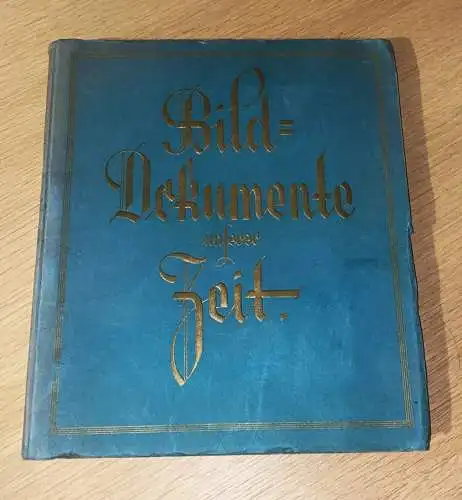 Bild=
Dokumente
unserer
Zeit.